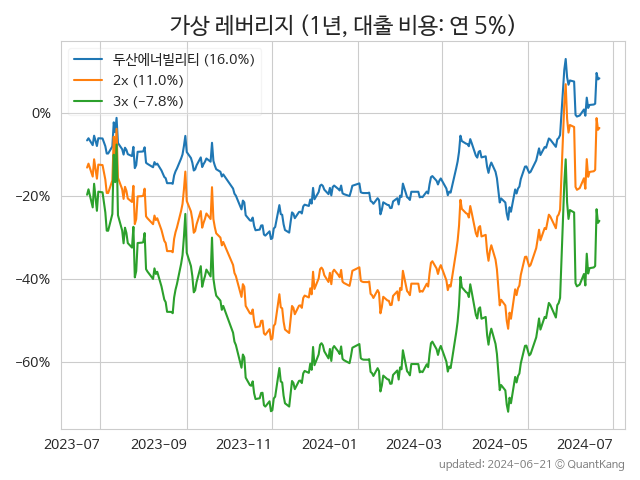 가상 레버리지 (1년, 대출 비용: 연 5%)
두산에너빌리티 (16.0%)
2x (11.0%)
3x (−7.8%)
0%
−20%
−40%
−60%
2023−07 2023−09 2023−11 2024−01 2024−03 2024−05 2024−07
updated: 2024−06−21 © QuantKang